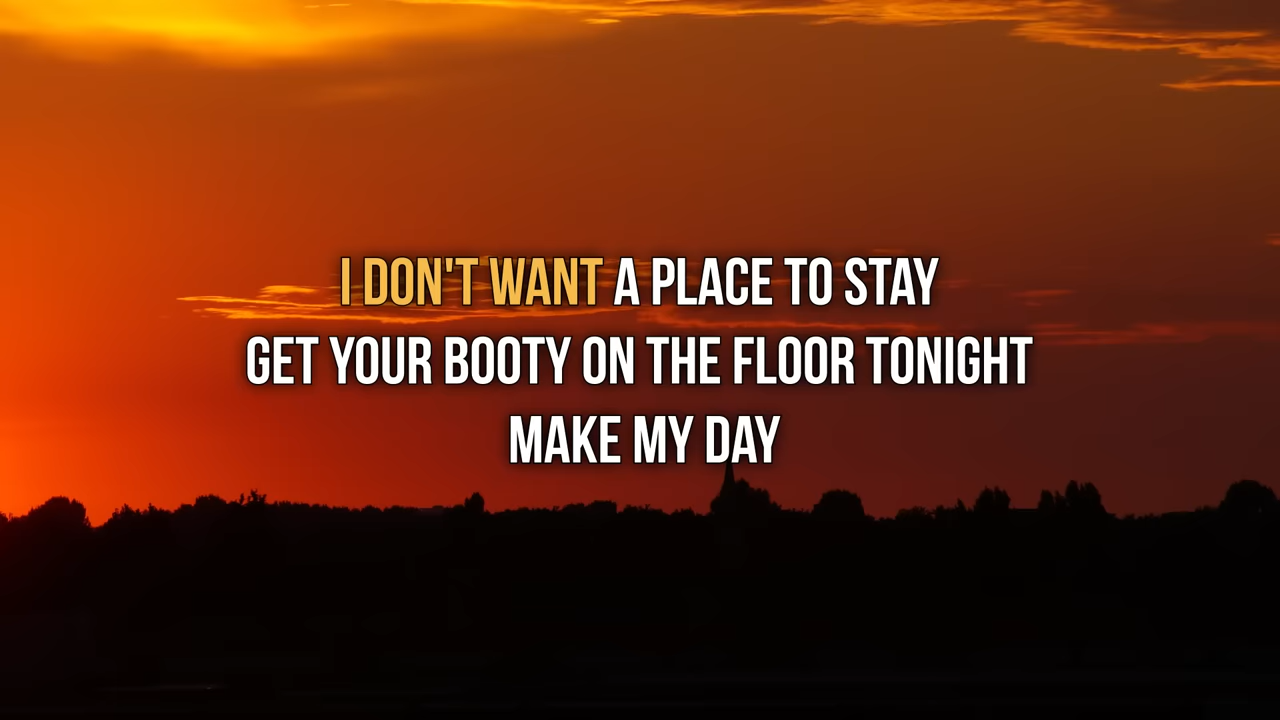 I DON'T WANT A PLACE TO STAY
GET YOUR BOOTY ON THE FLOOR TONIGHT
MAKE MY DAY